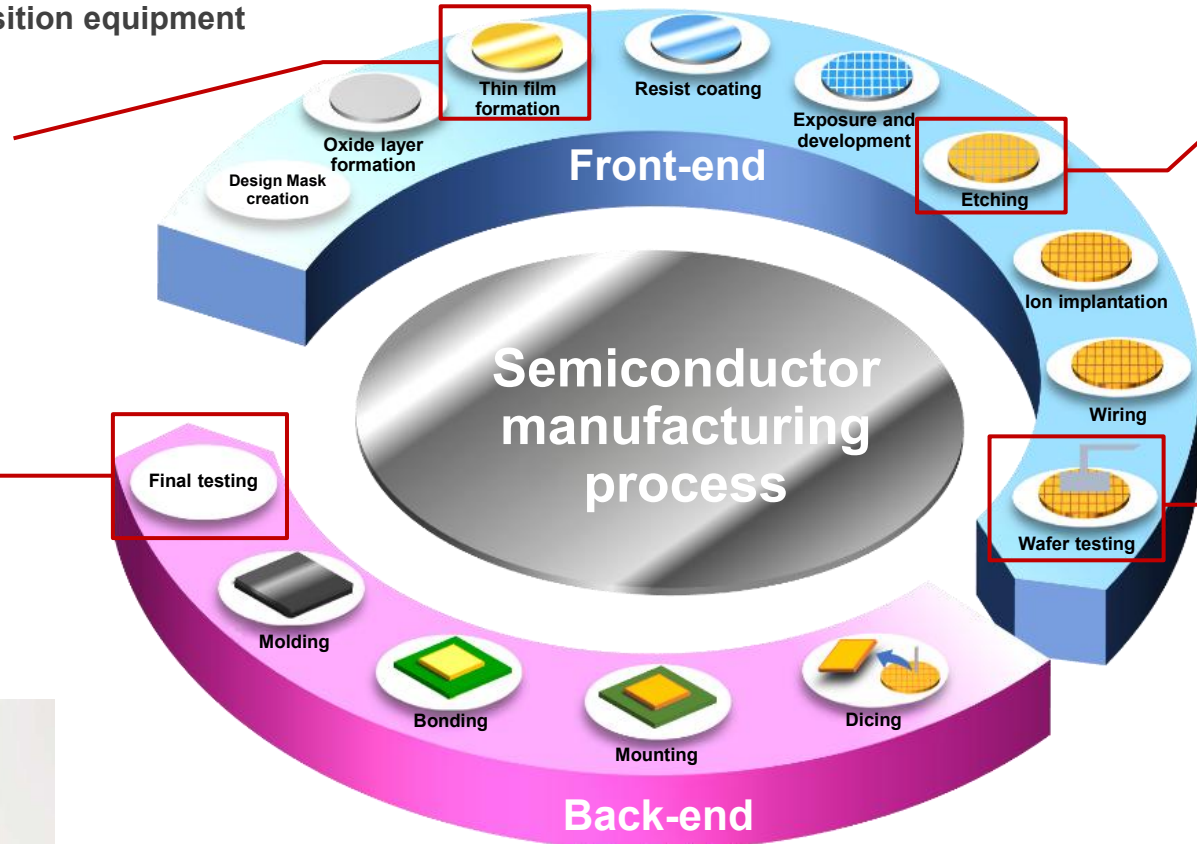 sition equipment
Thin film
formation
Resist coating
Exposure and
development
Oxide layer
formation
Design Mask
creation
Front-end
Etching
Ion implantation
Wiring
Wafer testing
Semiconductor
manufacturing
process
Final testing
Molding
Bonding
Mounting
Dicing
Back-end